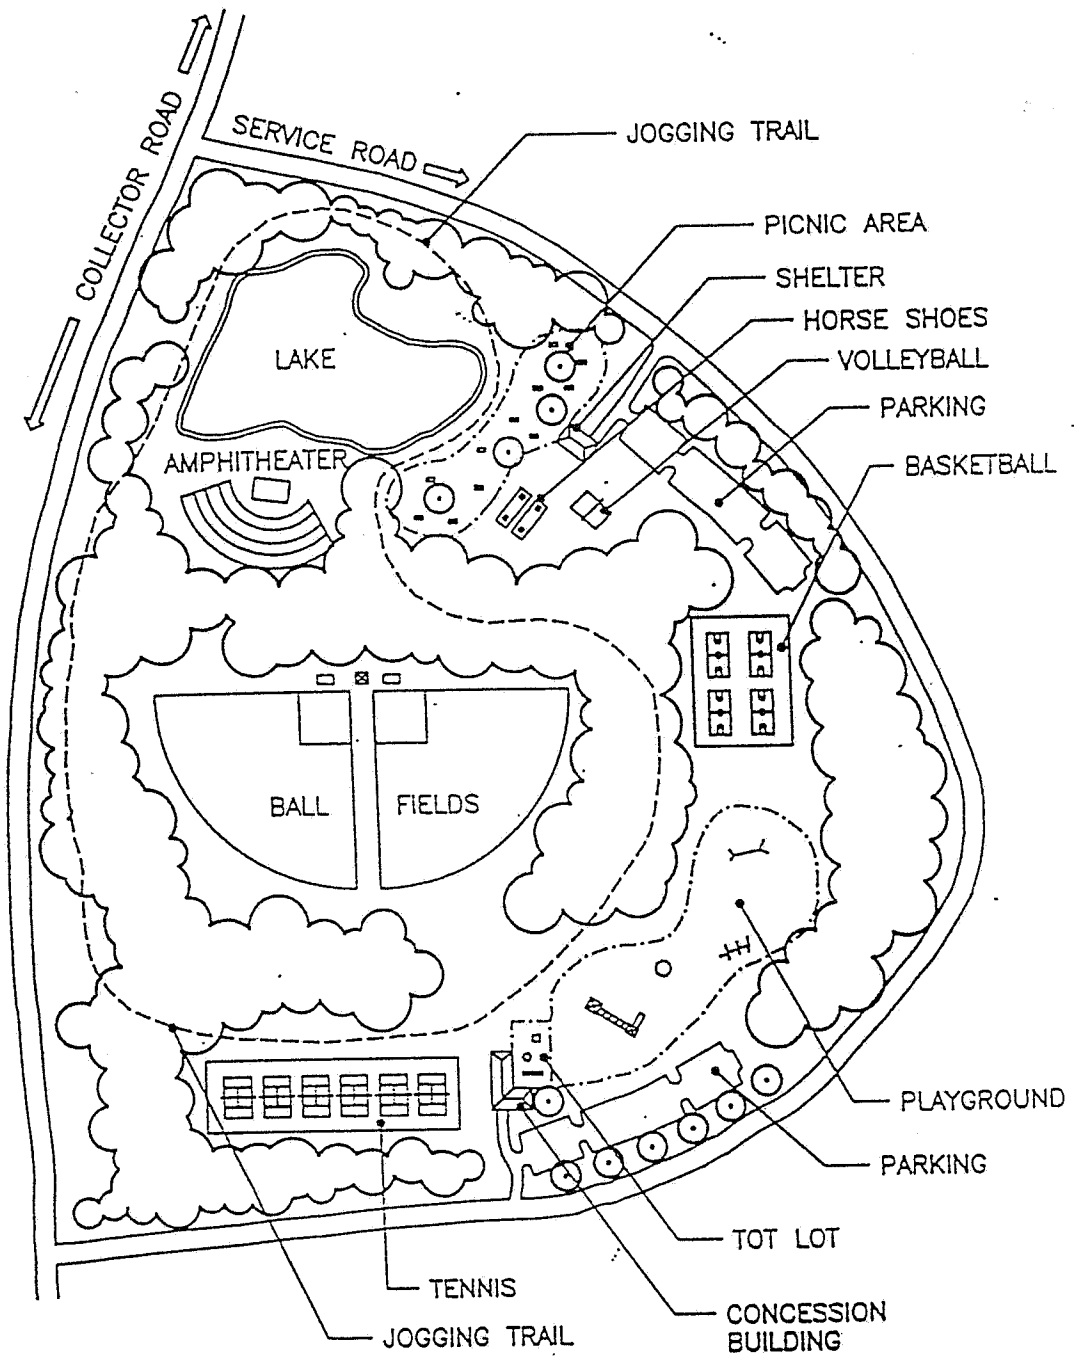 SERVICE ROAD
COLLECTOR ROAD
JOGGING TRAIL
PICNIC AREA
SHELTER
HORSE SHOES
VOLLEYBALL
PARKING
BASKETBALL
LAKE
AMPHITHEATER
BALL FIELDS
PLAYGROUND
PARKING
TOT LOT
TENNIS
CONCESSION
BUILDING
JOGGING TRAIL